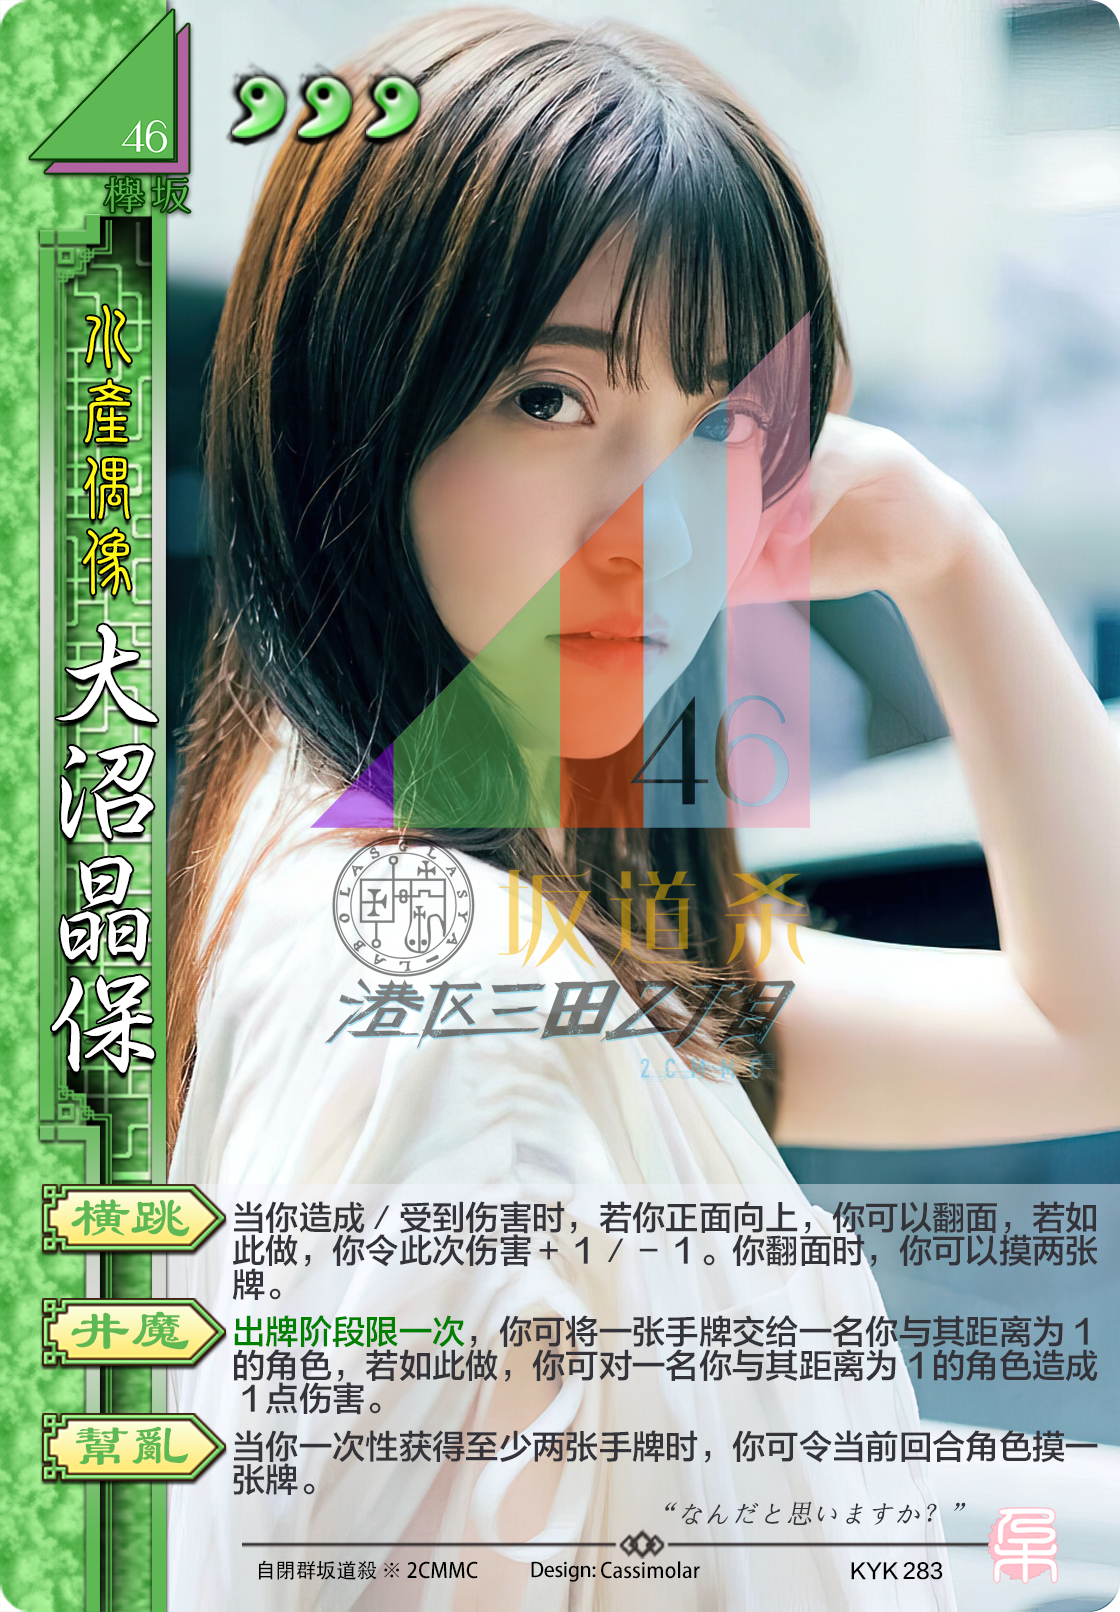 46
欅坂
水產偶像
大沼晶保
46
GLASYA-LABOLAS
坂道杀
港区三田2丁目
2CMMC
横跳
当你造成／受到伤害时，若你正面向上，你可以翻面，若如
此做，你令此次伤害＋１／－１。你翻面时，你可以摸两张
牌。
井魔
出牌阶段限一次，你可将一张手牌交给一名你与其距离为１
的角色，若如此做，你可对一名你与其距离为１的角色造成
１点伤害。
幫亂
当你一次性获得至少两张手牌时，你可令当前回合角色摸一
张牌。
“なんだと思いますか？”
自閉群坂道殺 ※ 2CMMC
Design: Cassimolar
KYK 283